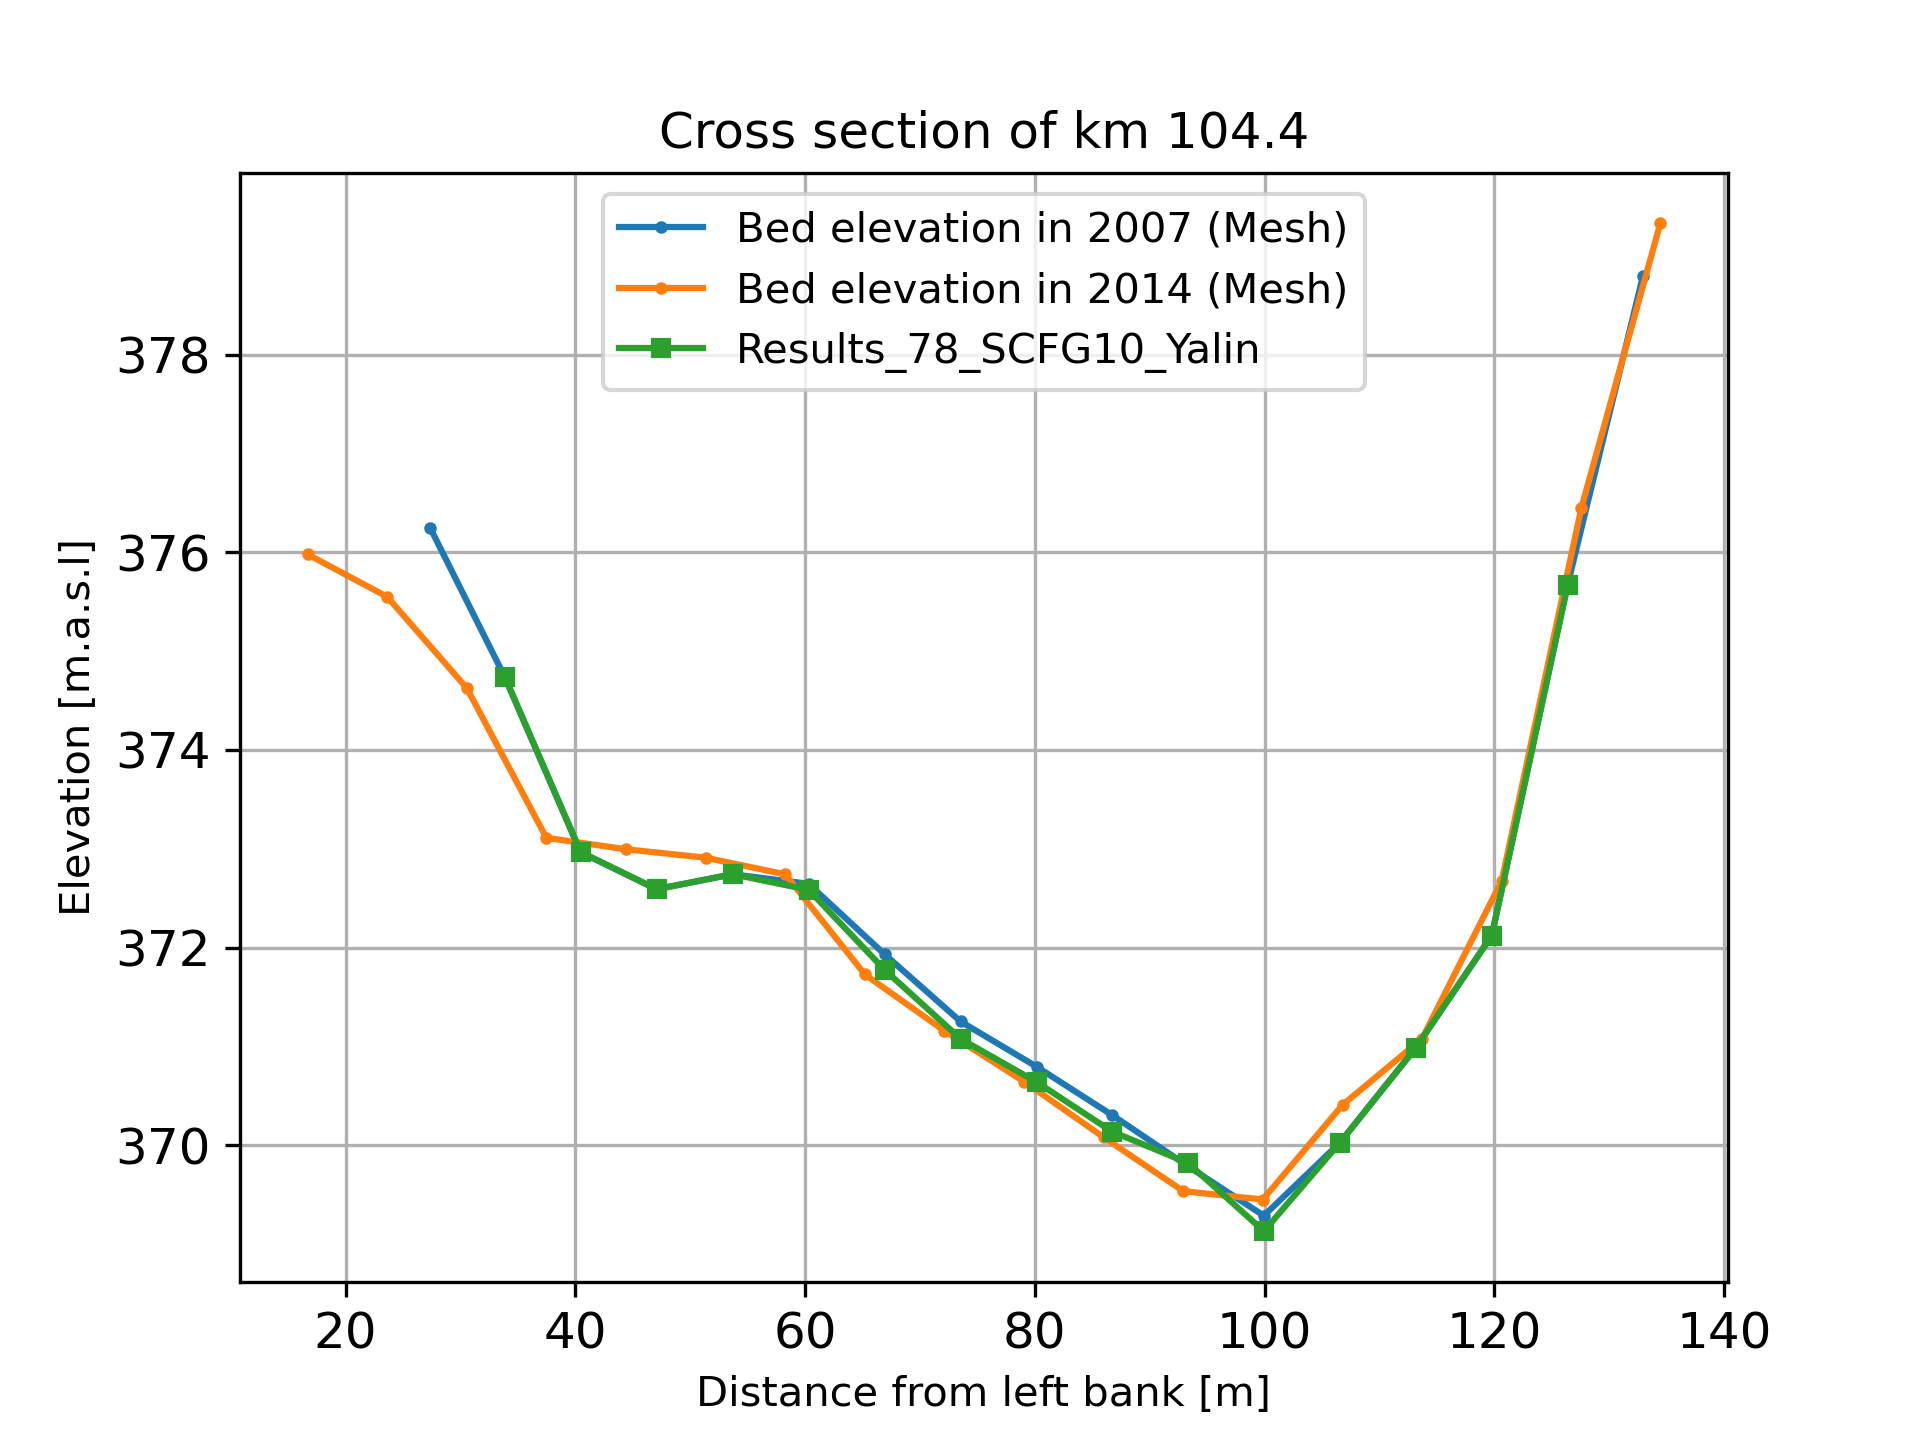 Cross section of km 104.4
Bed elevation in 2007 (Mesh)
Bed elevation in 2014 (Mesh)
Results_78_SCFG10_Yalin
378
376
374
372
370
Elevation [m.a.s.l]
20 40 60 80 100 120 140
Distance from left bank [m]